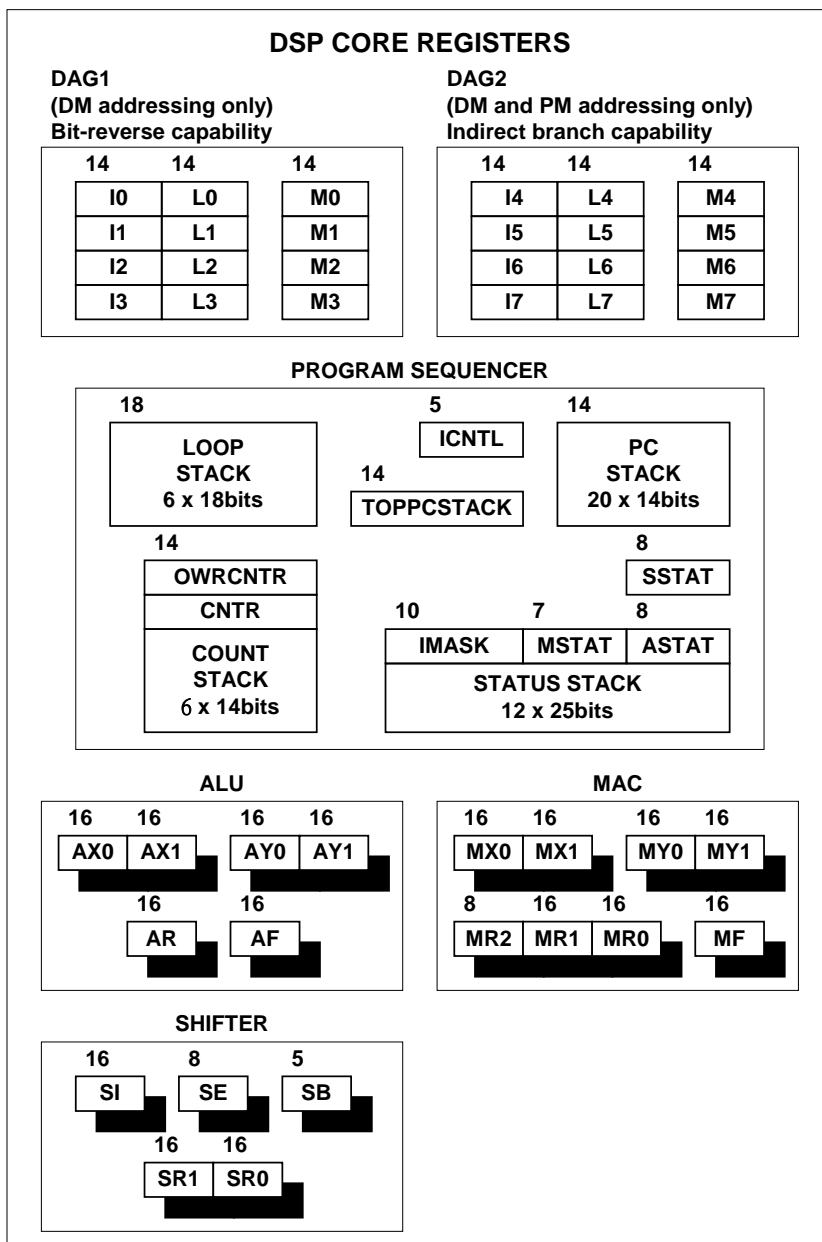 DSP CORE REGISTERS
DAG1
(DM addressing only)
Bit-reverse capability
14 14 14
I0 L0 M0
I1 L1 M1
I2 L2 M2
I3 L3 M3
DAG2
(DM and PM addressing only)
Indirect branch capability
14 14 14
I4 L4 M4
I5 L5 M5
I6 L6 M6
I7 L7 M7
PROGRAM SEQUENCER
18
LOOP
STACK
6 x 18bits
5
ICNTL
14
TOPPCSTACK
14
PC
STACK
20 x 14bits
14
OWRCNTR
CNTR
COUNT
STACK
6 x 14bits
8
SSTAT
10 7 8
IMASK MSTAT ASTAT
STATUS STACK
12 x 25bits
ALU
16 16 16 16
AX0 AX1 AY0 AY1
16 16
AR AF
MAC
16 16 16 16
MX0 MX1 MY0 MY1
8 16 16 16
MR2 MR1 MR0 MF
SHIFTER
16 8 5
SI SE SB
16 16
SR1 SR0